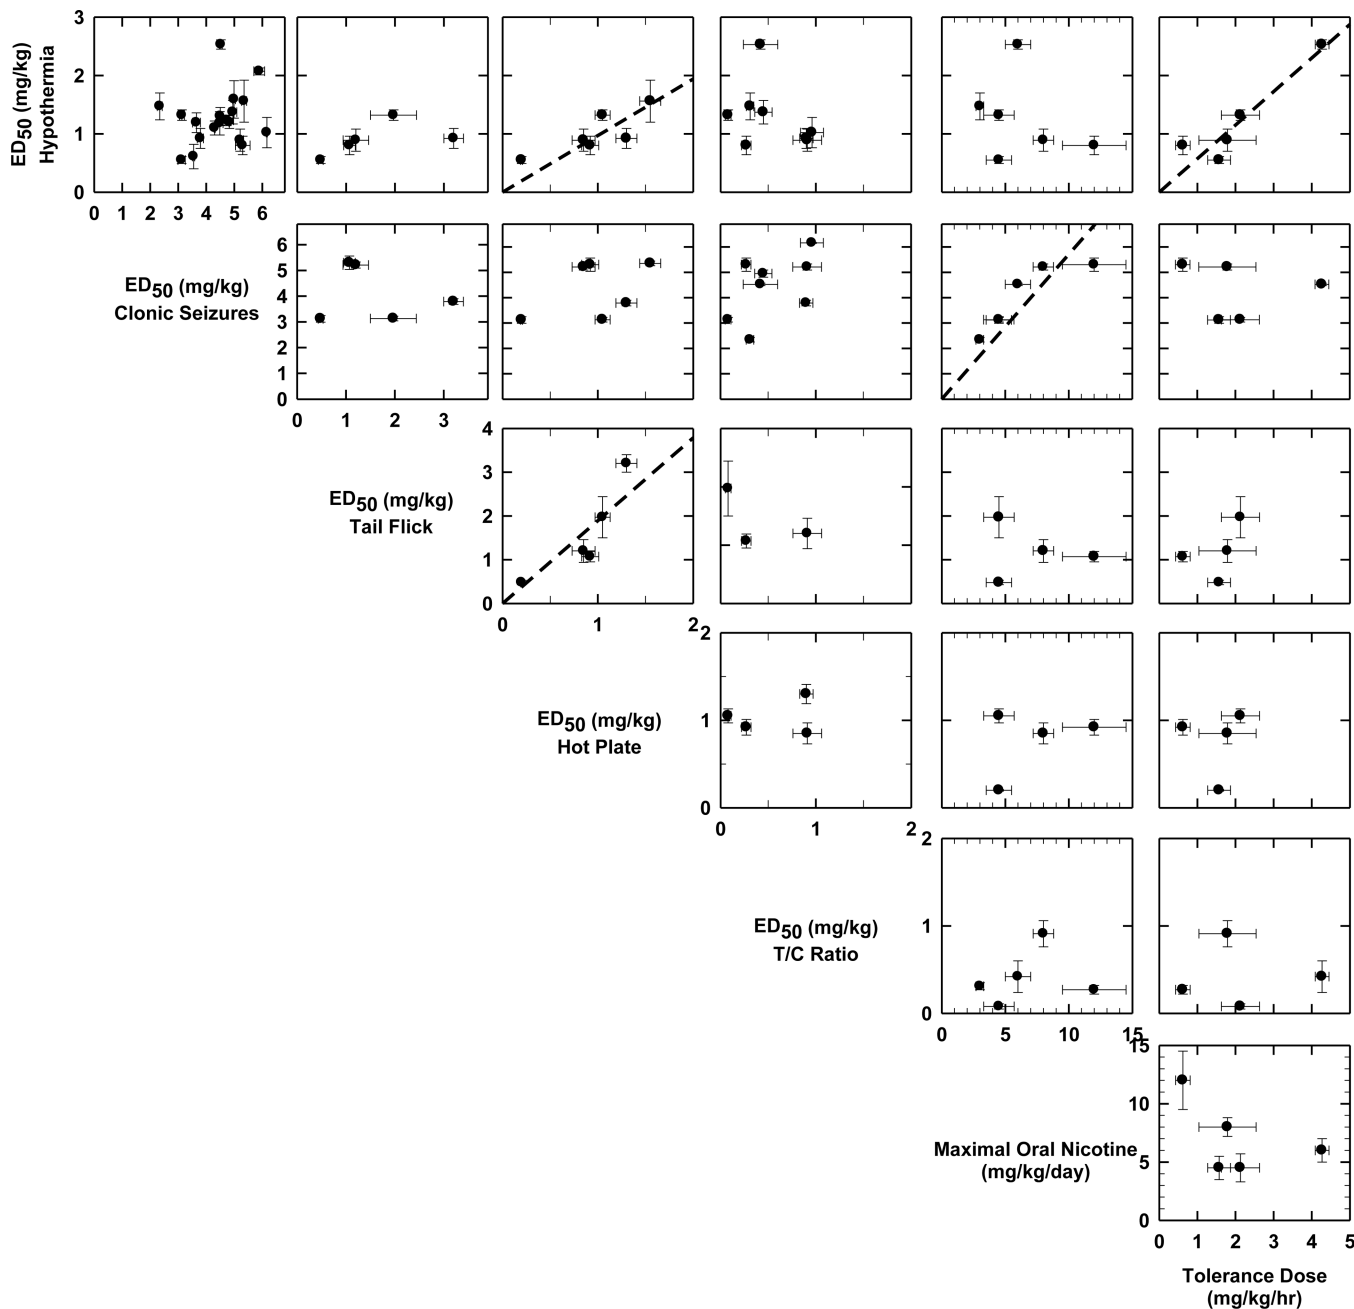 ED50 (mg/kg)
Hypothermia
3
2
1
0
0 1 2 3 4 5 6
ED50 (mg/kg)
Clonic Seizures
6
5
4
3
2
1
0
0 1 2 3
ED50 (mg/kg)
Tail Flick
4
3
2
1
0
0 1 2
ED50 (mg/kg)
Hot Plate
2
1
0
0 1 2
ED50 (mg/kg)
T/C Ratio
2
1
0
0 5 10 15
Maximal Oral Nicotine
(mg/kg/day)
15
10
5
0
0 1 2 3 4 5
Tolerance Dose
(mg/kg/hr)